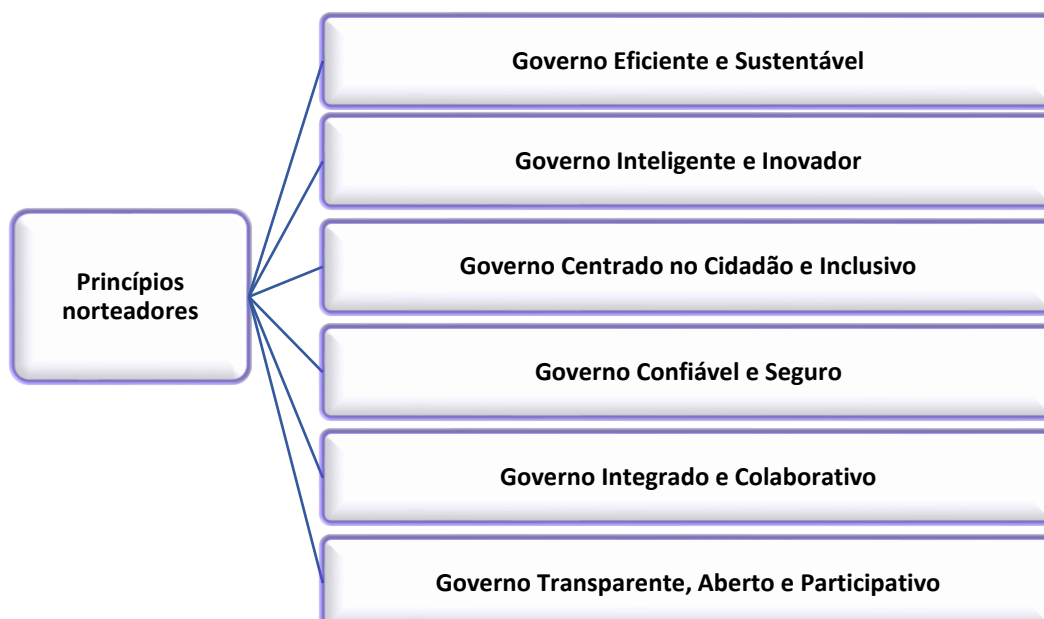 Governo Eficiente e Sustentável
Governo Inteligente e Inovador
Princípios
norteadores
Governo Centrado no Cidadão e Inclusivo
Governo Confiável e Seguro
Governo Integrado e Colaborativo
Governo Transparente, Aberto e Participativo